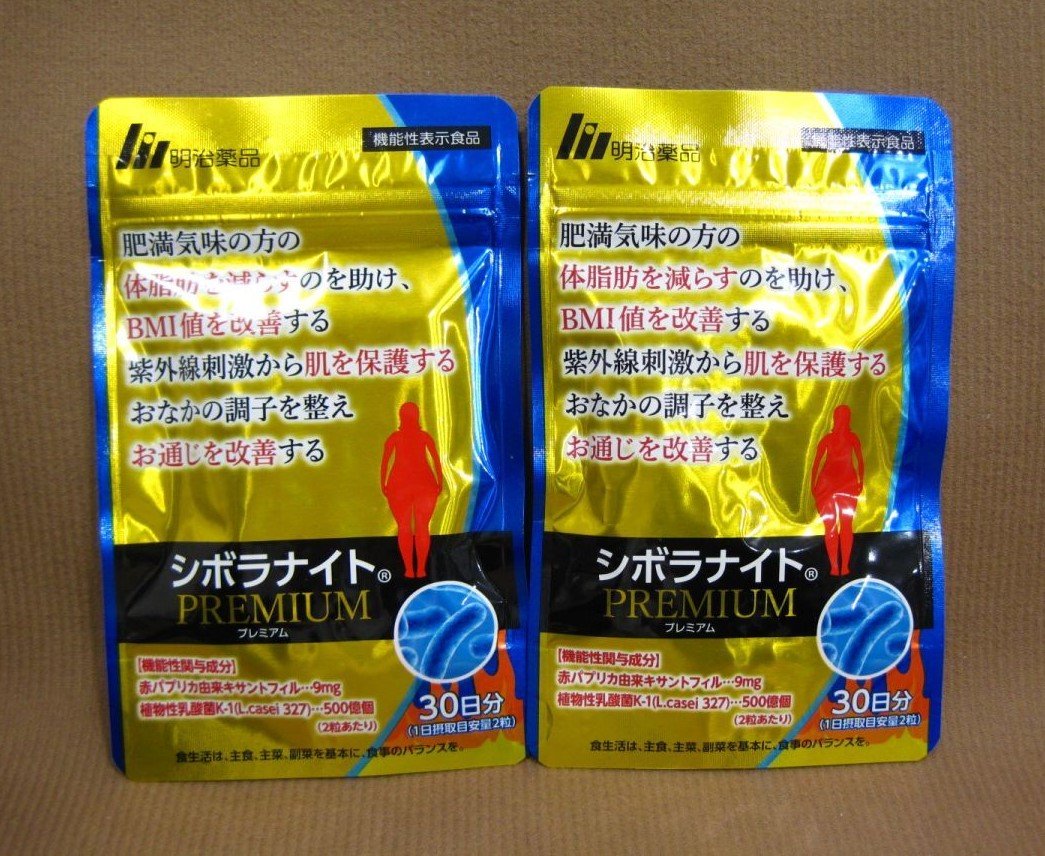 明治薬品
機能性表示食品
肥満気味の方の
体脂肪を減らすのを助け、
BMI値を改善する
紫外線刺激から肌を保護する
おなかの調子を整え
お通じを改善する
シボラナイト®
PREMIUM
プレミアム
【機能性関与成分】
赤パプリカ由来キサントフィル…9mg
植物性乳酸菌K-1(L.casei 327)…500億個
(2粒あたり)
30日分
(1日摂取目安量2粒)
食生活は、主食、主菜、副菜を基本に、食事のバランスを。
明治薬品
機能性表示食品
肥満気味の方の
体脂肪を減らすのを助け、
BMI値を改善する
紫外線刺激から肌を保護する
おなかの調子を整え
お通じを改善する
シボラナイト®
PREMIUM
プレミアム
【機能性関与成分】
赤パプリカ由来キサントフィル…9mg
植物性乳酸菌K-1(L.casei 327)…500億個
(2粒あたり)
30日分
(1日摂取目安量2粒)
食生活は、主食、主菜、副菜を基本に、食事のバランスを。